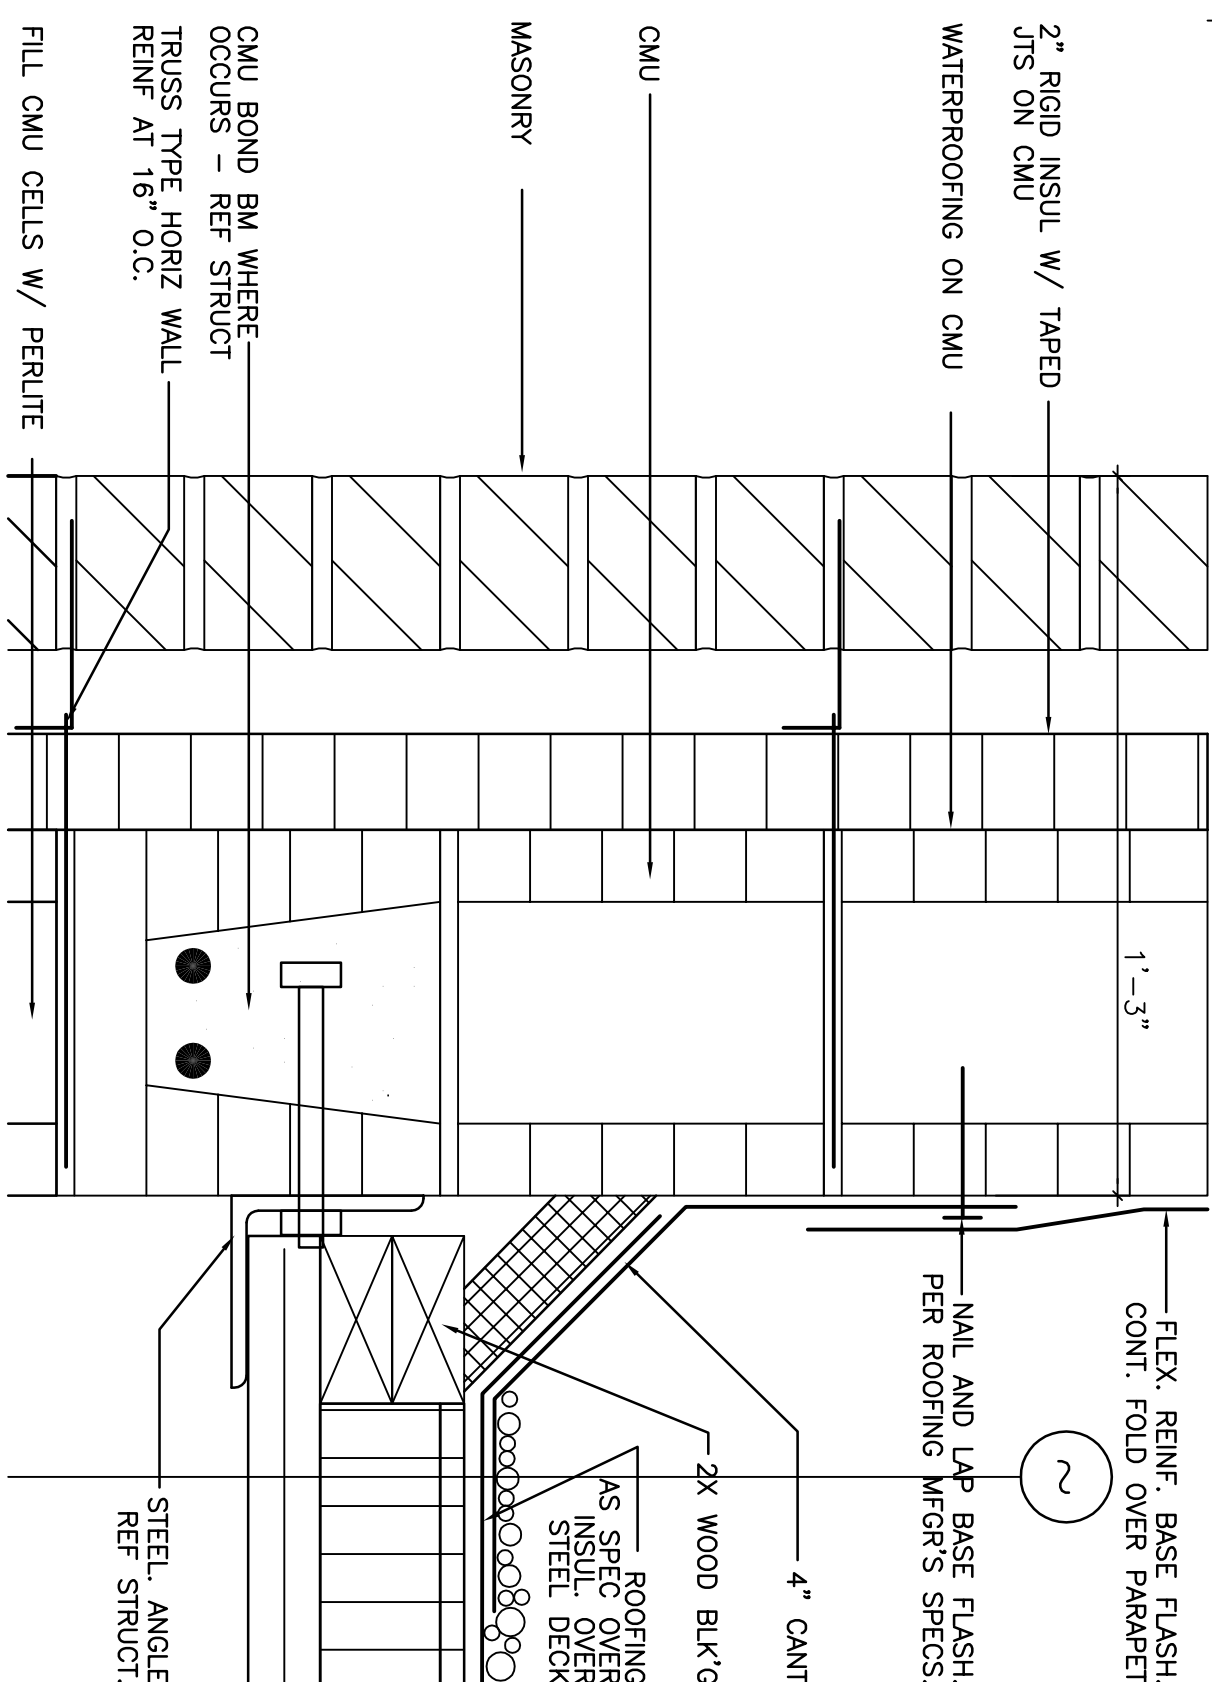 FLEX. REINF. BASE FLASH.
CONT. FOLD OVER PARAPET
1'-3"
2" RIGID INSUL W/ TAPED
JTS ON CMU
WATERPROOFING ON CMU
NAIL AND LAP BASE FLASH.
PER ROOFING MFGR'S SPECS.
4" CANT
CMU
2X WOOD BLK'G
ROOFING
AS SPEC OVER
INSUL. OVER
STEEL DECK
MASONRY
CMU BOND BM WHERE
OCCURS - REF STRUCT
TRUSS TYPE HORIZ WALL
REINF AT 16" O.C.
STEEL. ANGLE
REF STRUCT.
FILL CMU CELLS W/ PERLITE
~